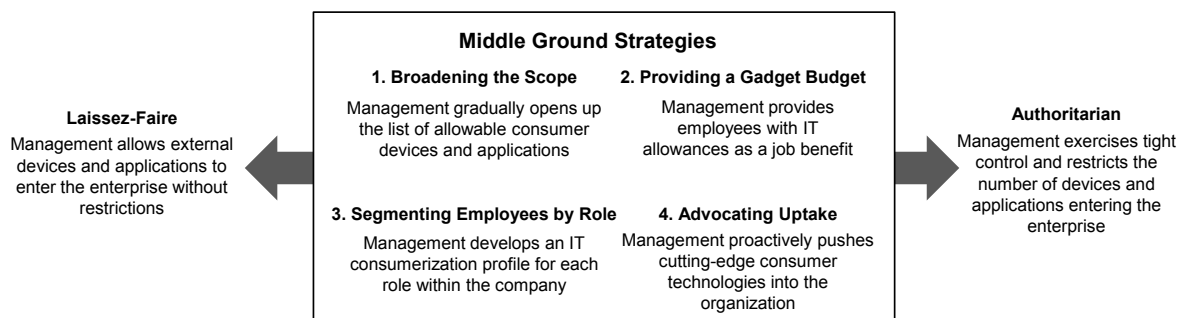 Middle Ground Strategies
1. Broadening the Scope
Management gradually opens up
the list of allowable consumer
devices and applications
2. Providing a Gadget Budget
Management provides
employees with IT
allowances as a job benefit
3. Segmenting Employees by Role
Management develops an IT
consumerization profile for each
role within the company
4. Advocating Uptake
Management proactively pushes
cutting-edge consumer
technologies into the
organization
Laissez-Faire
Management allows external
devices and applications to
enter the enterprise without
restrictions
Authoritarian
Management exercises tight
control and restricts the
number of devices and
applications entering the
enterprise